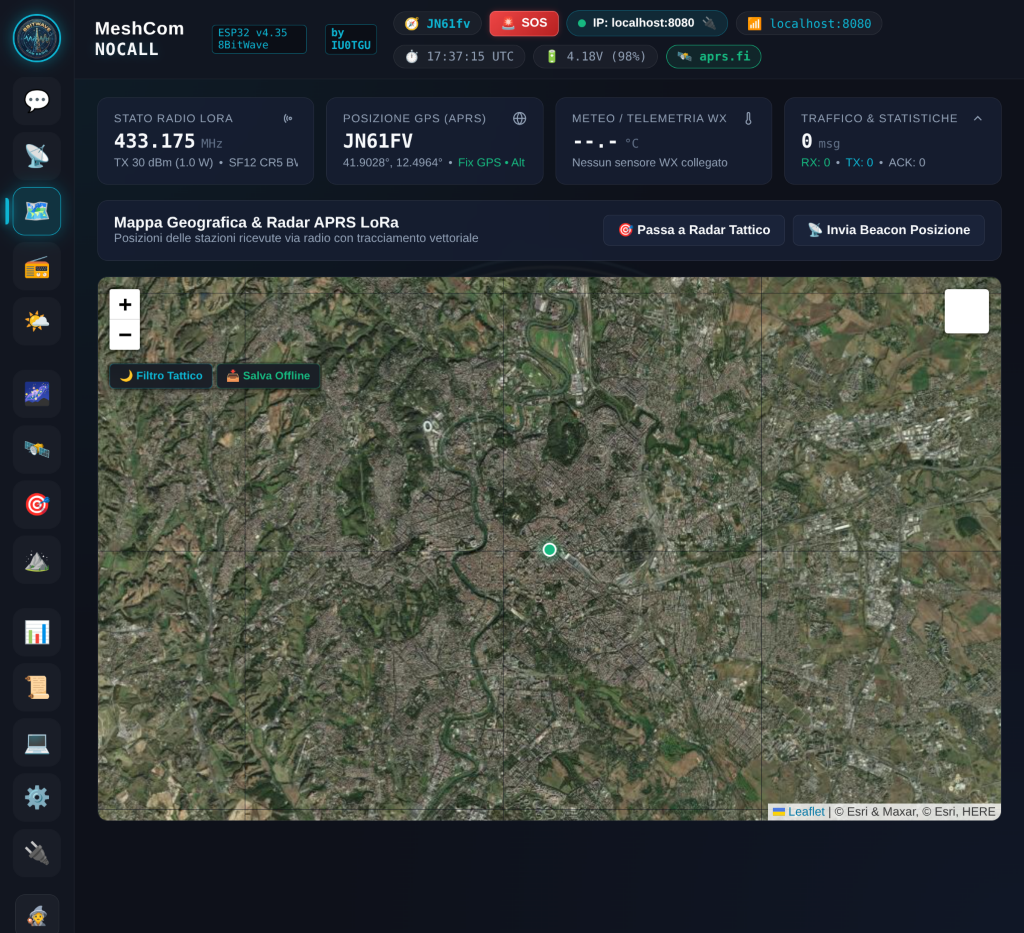 8BITWAVE
MeshCom
NOCALL
ESP32 v4.35
8BitWave
by
IU0TGU
JN61fv
SOS
IP: localhost:8080
localhost:8080
17:37:15 UTC
4.18V (98%)
aprs.fi
STATO RADIO LORA
433.175 MHz
TX 30 dBm (1.0 W) • SF12 CR5 BW
POSIZIONE GPS (APRS)
JN61FV
41.9028°, 12.4964° • Fix GPS • Alt
METEO / TELEMETRIA WX
--.- °C
Nessun sensore WX collegato
TRAFFICO & STATISTICHE
0 msg
RX: 0 • TX: 0 • ACK: 0
Mappa Geografica & Radar APRS LoRa
Posizioni delle stazioni ricevute via radio con tracciamento vettoriale
Passa a Radar Tattico
Invia Beacon Posizione
+
−
Filtro Tattico
Salva Offline
Leaflet | © Esri & Maxar, © Esri, HERE